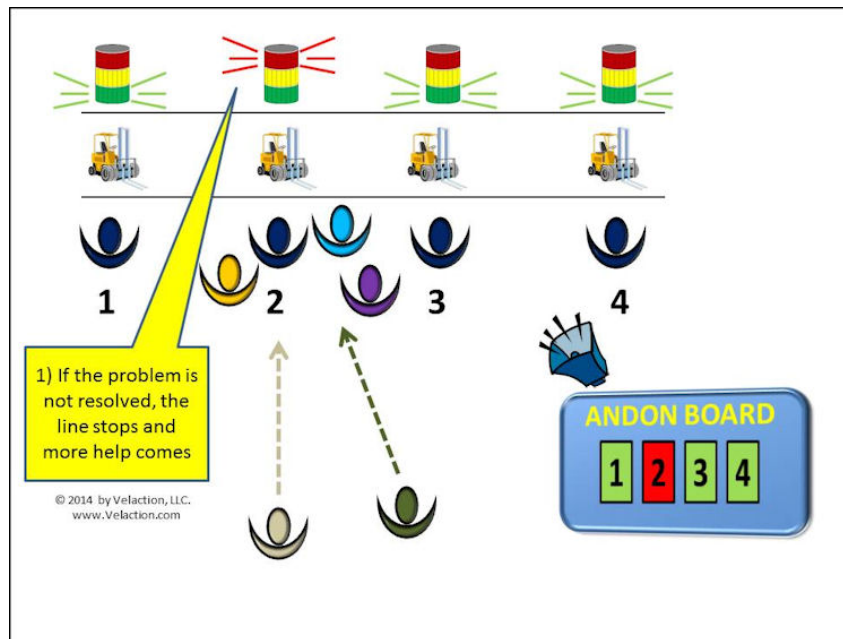 1
2
3
4
1) If the problem is
not resolved, the
line stops and
more help comes
ANDON BOARD
1 2 3 4
© 2014 by Velaction, LLC.
www.Velaction.com